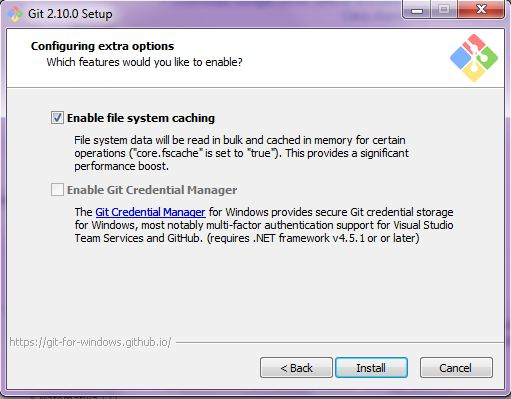 Git 2.10.0 Setup
Configuring extra options
Which features would you like to enable?
Enable file system caching
File system data will be read in bulk and cached in memory for certain
operations ("core.fscache" is set to "true"). This provides a significant
performance boost.
Enable Git Credential Manager
The Git Credential Manager for Windows provides secure Git credential storage
for Windows, most notably multi-factor authentication support for Visual Studio
Team Services and GitHub. (requires .NET framework v4.5.1 or or later)
https://git-for-windows.github.io/
< Back Install Cancel